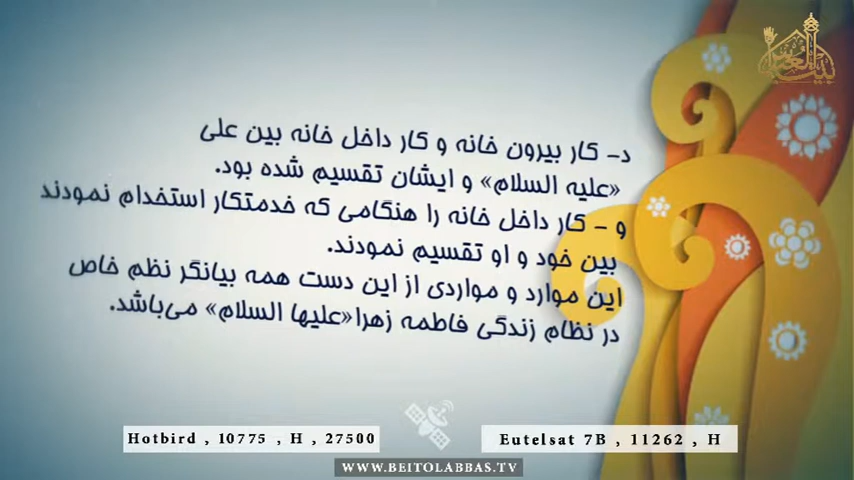 د- کار بیرون خانه و کار داخل خانه بین علی
«علیه السلام» و ایشان تقسیم شده بود.
و - کار داخل خانه را هنگامی که خدمتکار استخدام نمودند
بین خود و او تقسیم نمودند.
این موارد و مواردی از این دست همه بیانگر نظم خاص
در نظام زندگی فاطمه زهرا«علیها السلام» می‌باشد.
Hotbird , 10775 , H , 27500
Eutelsat 7B , 11262 , H
WWW.BEITOLABBAS.TV